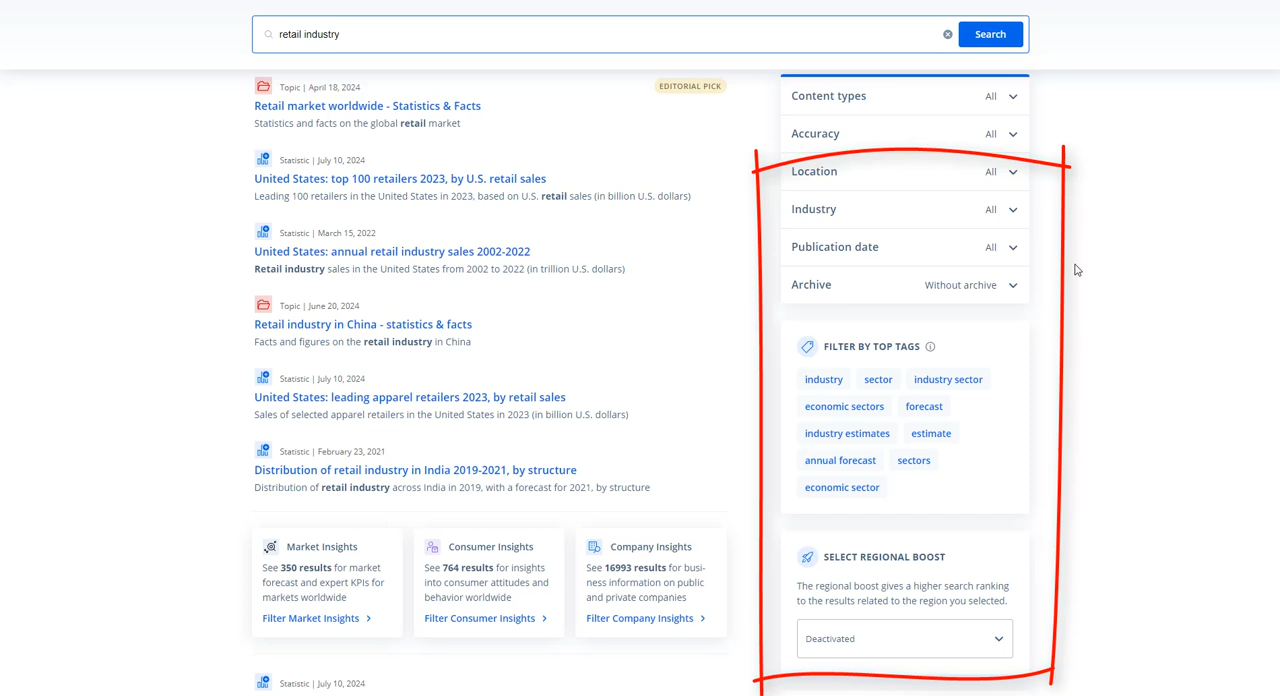 retail industry
Search
Topic | April 18, 2024
EDITORIAL PICK
Retail market worldwide - Statistics & Facts
Statistics and facts on the global retail market
Statistic | July 10, 2024
United States: top 100 retailers 2023, by U.S. retail sales
Leading 100 retailers in the United States in 2023, based on U.S. retail sales (in billion U.S. dollars)
Statistic | March 15, 2022
United States: annual retail industry sales 2002-2022
Retail industry sales in the United States from 2002 to 2022 (in trillion U.S. dollars)
Topic | June 20, 2024
Retail industry in China - statistics & facts
Facts and figures on the retail industry in China
Statistic | July 10, 2024
United States: leading apparel retailers 2023, by retail sales
Sales of selected apparel retailers in the United States in 2023 (in billion U.S. dollars)
Statistic | February 23, 2021
Distribution of retail industry in India 2019-2021, by structure
Distribution of retail industry across India in 2019, with a forecast for 2021, by structure
Market Insights
See 350 results for market
forecast and expert KPIs for
markets worldwide
Filter Market Insights
Consumer Insights
See 764 results for insights
into consumer attitudes and
behavior worldwide
Filter Consumer Insights
Company Insights
See 16993 results for busi-
ness information on public
and private companies
Filter Company Insights
Statistic | July 10, 2024
Content types All
Accuracy All
Location All
Industry All
Publication date All
Archive Without archive
FILTER BY TOP TAGS
industry sector industry sector
economic sectors forecast
industry estimates estimate
annual forecast sectors
economic sector
SELECT REGIONAL BOOST
The regional boost gives a higher search ranking
to the results related to the region you selected.
Deactivated